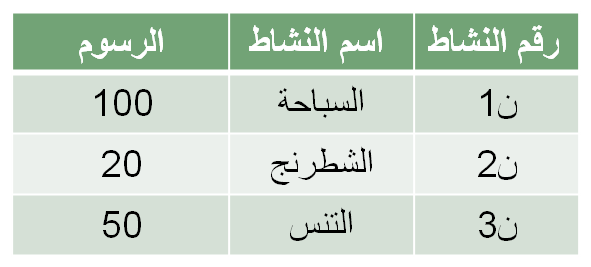 رقم النشاط اسم النشاط الرسوم
ن1 السباحة 100
ن2 الشطرنج 20
ن3 التنس 50